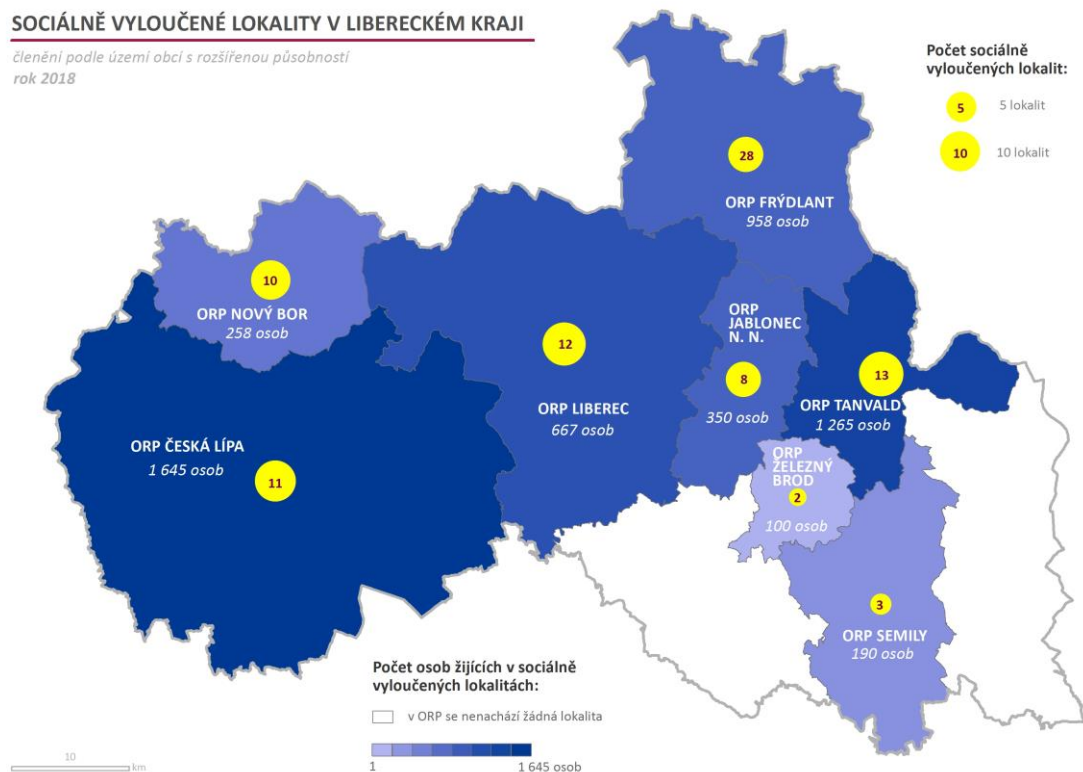 SOCIÁLNĚ VYLOUČENÉ LOKALITY V LIBERECKÉM KRAJI
členění podle území obcí s rozšířenou působností
rok 2018
Počet sociálně
vyloučených lokalit:
5
5 lokalit
10
10 lokalit
28
ORP FRÝDLANT
958 osob
10
ORP NOVÝ BOR
258 osob
12
ORP LIBEREC
667 osob
ORP
JABLONEC
N. N.
8
350 osob
13
ORP TANVALD
1 265 osob
ORP ČESKÁ LÍPA
1 645 osob
11
ORP
ŽELEZNÝ
BROD
2
100 osob
3
ORP SEMILY
190 osob
Počet osob žijících v sociálně
vyloučených lokalitách:
v ORP se nenachází žádná lokalita
1
1 645 osob
10
km